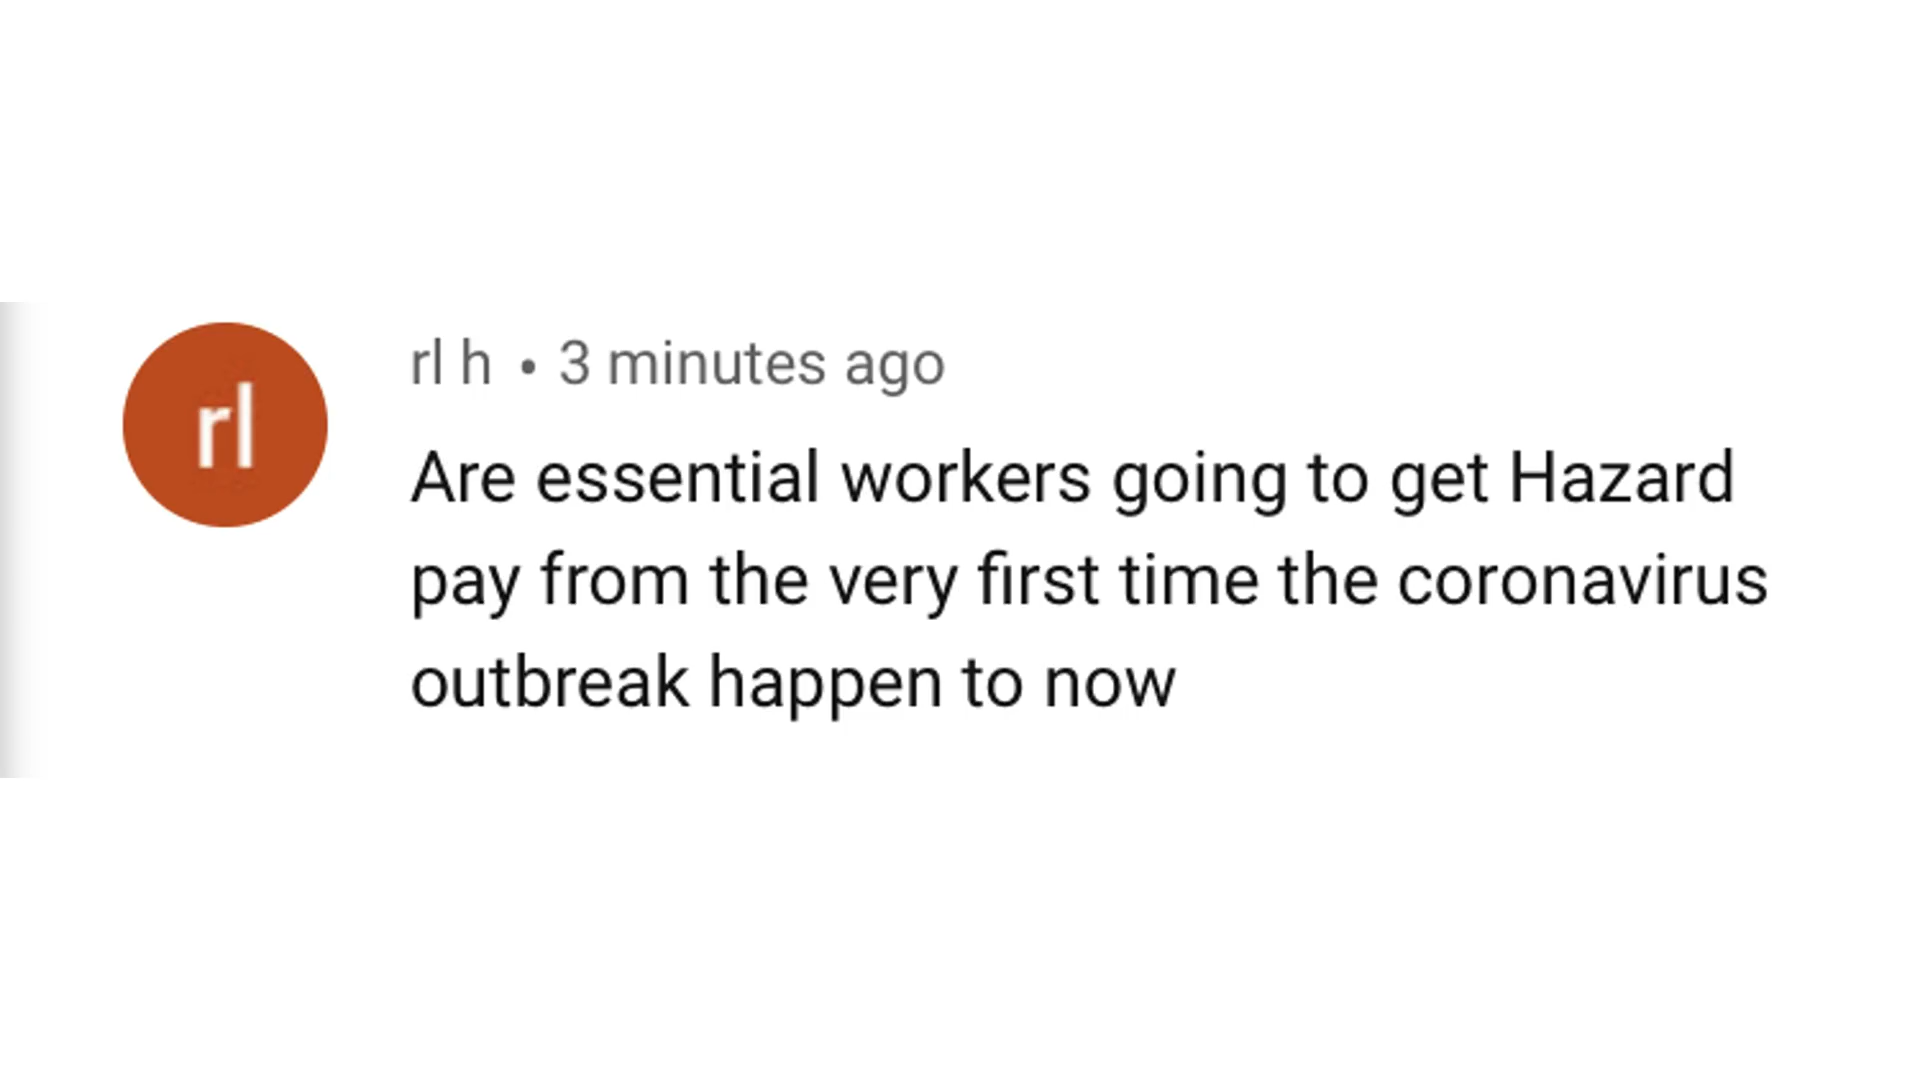 rl
rl h • 3 minutes ago
Are essential workers going to get Hazard
pay from the very first time the coronavirus
outbreak happen to now